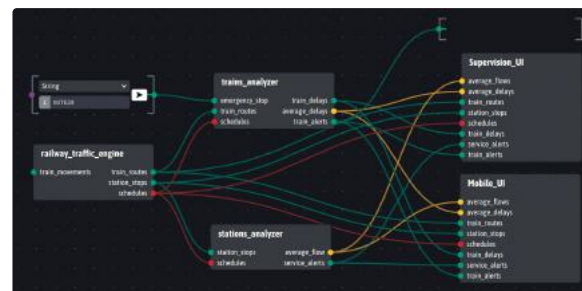 String
trains_analyzer
emergency_stop train_delays
train_routes average_delays
schedules train_alerts
railway_traffic_engine
train_movements train_routes
station_stops
schedules
stations_analyzer
station_stops average_flow
schedules service_alerts
Supervision_UI
average_flows
average_delays
train_routes
station_stops
schedules
train_delays
service_alerts
train_alerts
Mobile_UI
average_flows
average_delays
train_routes
station_stops
schedules
train_delays
service_alerts
train_alerts